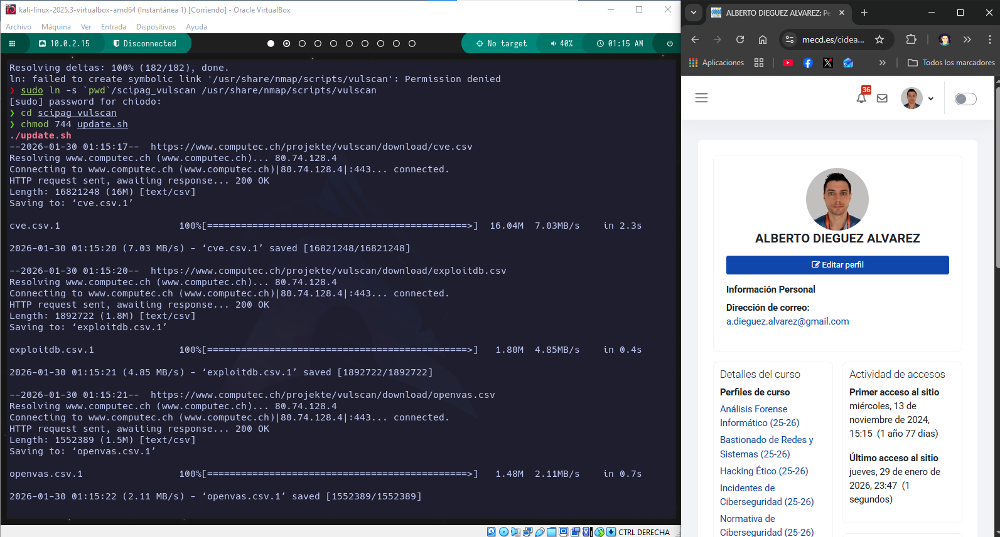 kali-linux-2025.3-virtualbox-amd64 (Instantánea 1) [Corriendo] - Oracle VirtualBox
Archivo Máquina Ver Entrada Dispositivos Ayuda
10.0.2.15 Disconnected No target 40% 01:15 AM
Resolving deltas: 100% (182/182), done.
ln: failed to create symbolic link '/usr/share/nmap/scripts/vulscan': Permission denied
❯ sudo ln -s `pwd`/scipag_vulscan /usr/share/nmap/scripts/vulscan
[sudo] password for chiodo:
❯ cd scipag_vulscan
❯ chmod 744 update.sh
./update.sh
--2026-01-30 01:15:17-- https://www.computec.ch/projekte/vulscan/download/cve.csv
Resolving www.computec.ch (www.computec.ch)... 80.74.128.4
Connecting to www.computec.ch (www.computec.ch)|80.74.128.4|:443... connected.
HTTP request sent, awaiting response... 200 OK
Length: 16821248 (16M) [text/csv]
Saving to: ‘cve.csv.1’
cve.csv.1 100%[==============================================>] 16.04M 7.03MB/s in 2.3s
2026-01-30 01:15:20 (7.03 MB/s) - ‘cve.csv.1’ saved [16821248/16821248]
--2026-01-30 01:15:20-- https://www.computec.ch/projekte/vulscan/download/exploitdb.csv
Resolving www.computec.ch (www.computec.ch)... 80.74.128.4
Connecting to www.computec.ch (www.computec.ch)|80.74.128.4|:443... connected.
HTTP request sent, awaiting response... 200 OK
Length: 1892722 (1.8M) [text/csv]
Saving to: ‘exploitdb.csv.1’
exploitdb.csv.1 100%[==============================================>] 1.80M 4.85MB/s in 0.4s
2026-01-30 01:15:21 (4.85 MB/s) - ‘exploitdb.csv.1’ saved [1892722/1892722]
--2026-01-30 01:15:21-- https://www.computec.ch/projekte/vulscan/download/openvas.csv
Resolving www.computec.ch (www.computec.ch)... 80.74.128.4
Connecting to www.computec.ch (www.computec.ch)|80.74.128.4|:443... connected.
HTTP request sent, awaiting response... 200 OK
Length: 1552389 (1.5M) [text/csv]
Saving to: ‘openvas.csv.1’
openvas.csv.1 100%[==============================================>] 1.48M 2.11MB/s in 0.7s
2026-01-30 01:15:22 (2.11 MB/s) - ‘openvas.csv.1’ saved [1552389/1552389]
CTRL DERECHA
ALBERTO DIEGUEZ ALVAREZ: Pe
mecd.es/cidea...
Aplicaciones
Todos los marcadores
36
ALBERTO DIEGUEZ ALVAREZ
Editar perfil
Información Personal
Dirección de correo:
a.dieguez.alvarez@gmail.com
Detalles del curso
Perfiles de curso
Análisis Forense
Informático (25-26)
Bastionado de Redes y
Sistemas (25-26)
Hacking Ético (25-26)
Incidentes de
Ciberseguridad (25-26)
Normativa de
Ciberseguridad (25-26)
Actividad de accesos
Primer acceso al sitio
miércoles, 13 de
noviembre de 2024,
15:15 (1 año 77 días)
Último acceso al sitio
jueves, 29 de enero de
2026, 23:47 (1
segundos)